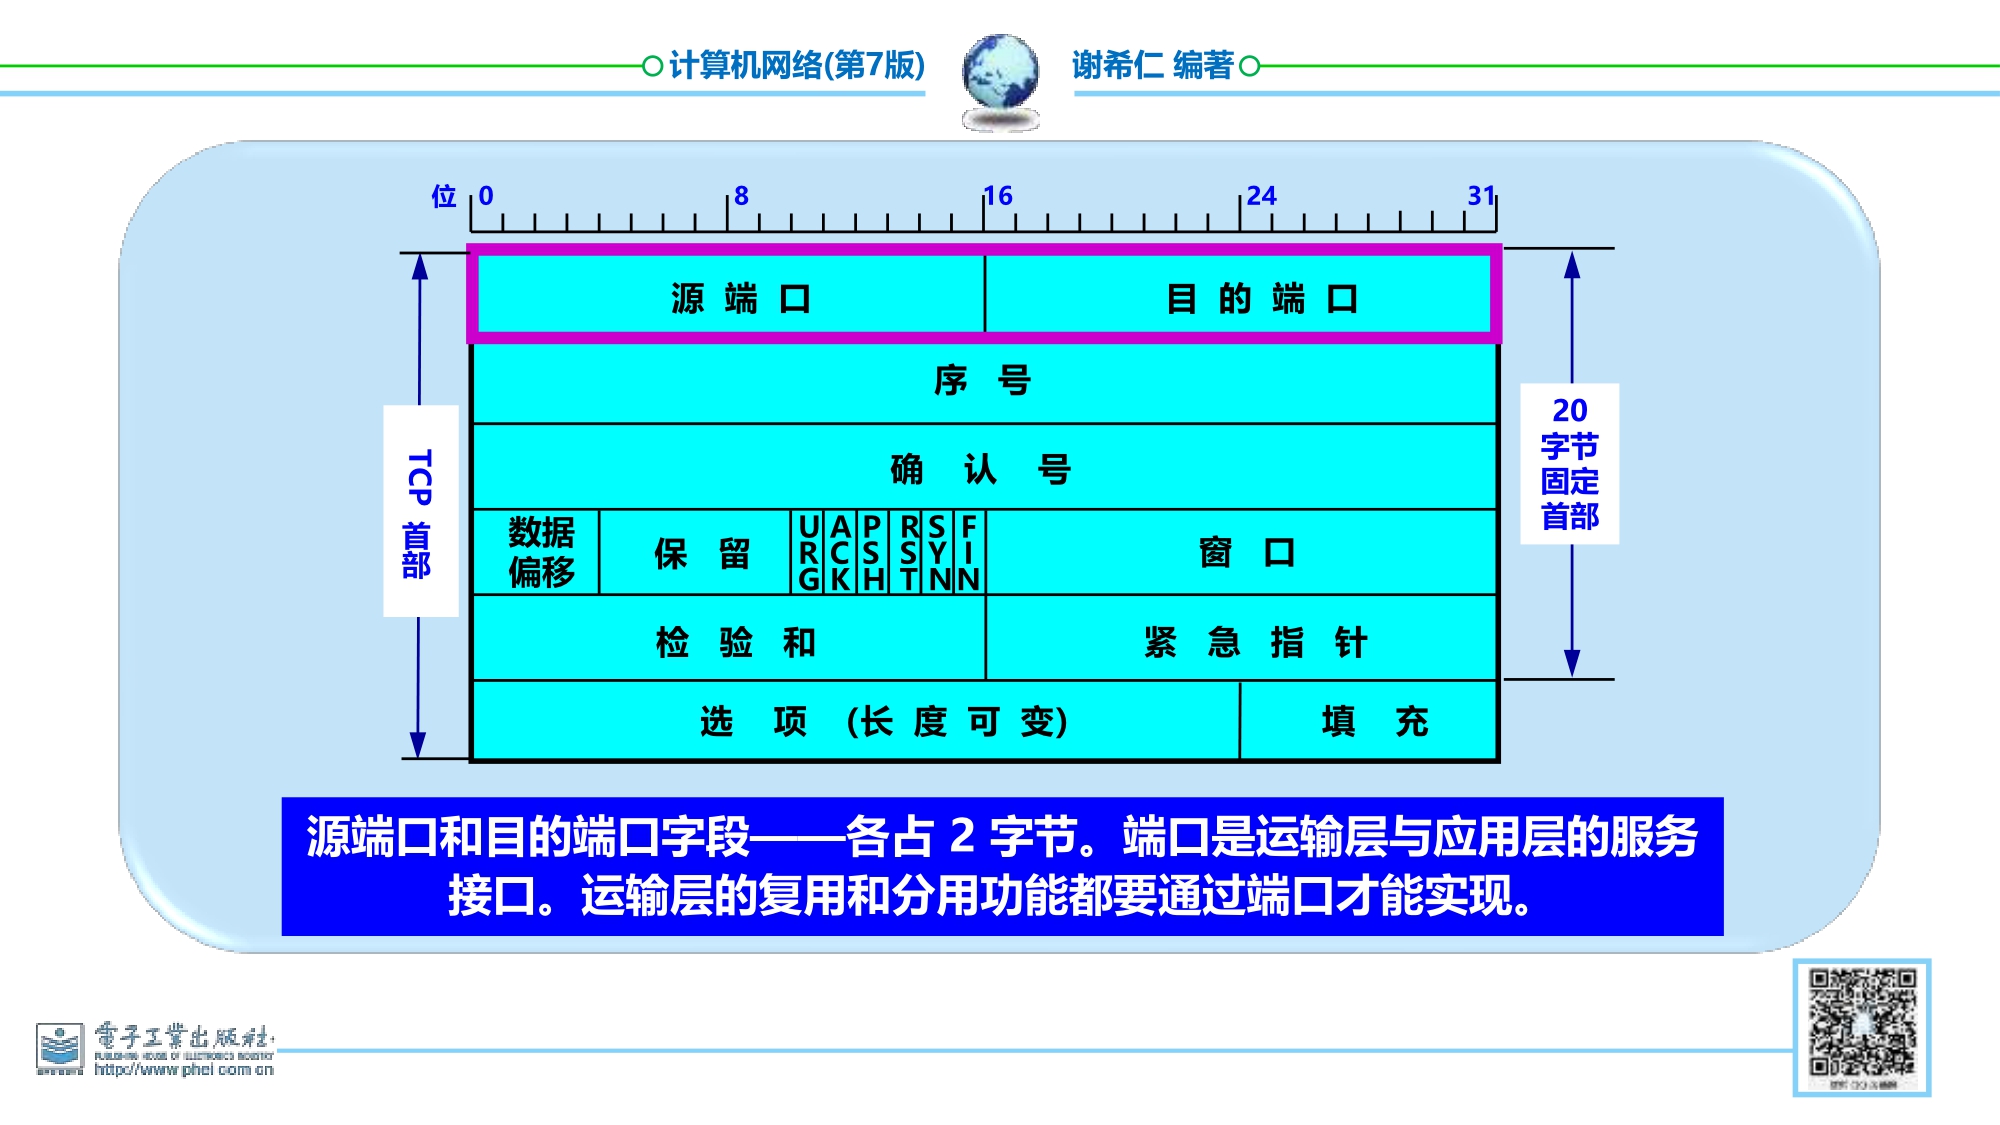 计算机网络(第7版)
谢希仁 编著
位 0 8 16 24 31
源 端 口
目 的 端 口
序 号
确 认 号
数据
偏移
保 留
URG
ACK
PSH
RST
SYN
FIN
窗 口
检 验 和
紧 急 指 针
选 项 (长 度 可 变)
填 充
TCP 首部
20
字节
固定
首部
源端口和目的端口字段——各占 2 字节。端口是运输层与应用层的服务
接口。运输层的复用和分用功能都要通过端口才能实现。
電子工業出版社
PUBLISHING HOUSE OF ELECTRONICS INDUSTRY
http://www.phei.com.cn